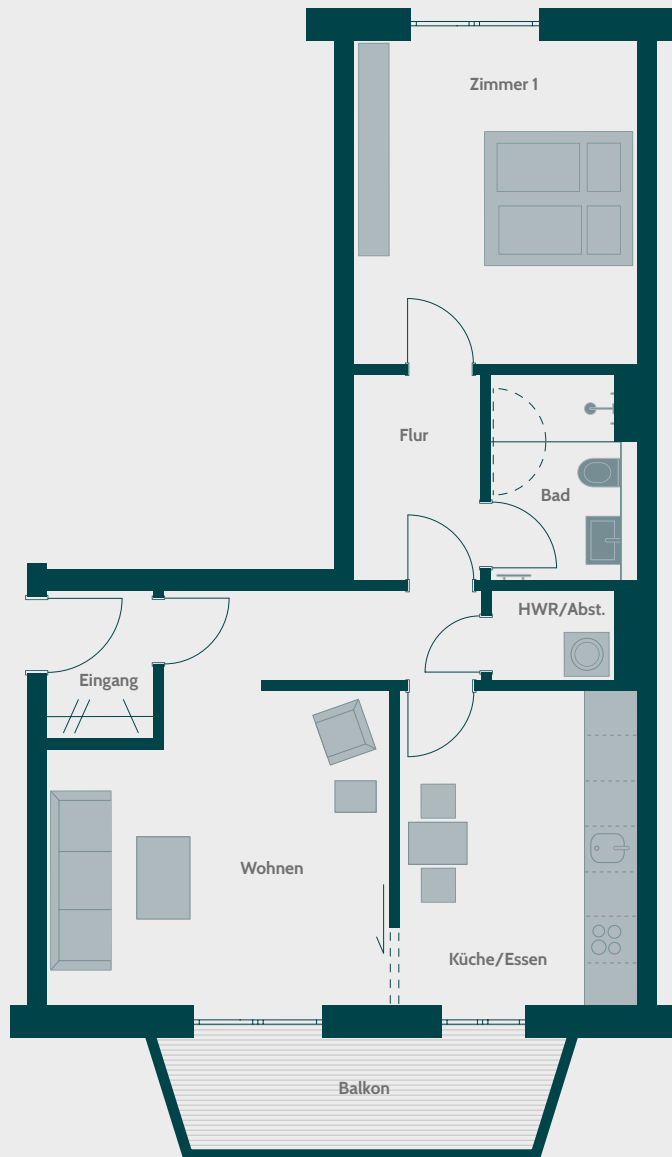 Zimmer 1
Flur
Bad
HWR/Abst.
Eingang
Wohnen
Küche/Essen
Balkon